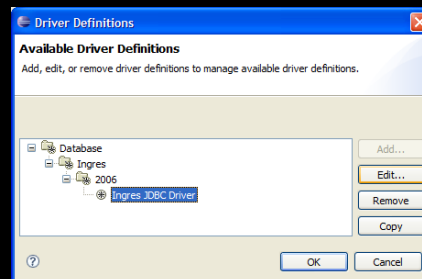 Driver Definitions
Available Driver Definitions
Add, edit, or remove driver definitions to manage available driver definitions.
Database
Ingres
2006
Ingres JDBC Driver
Add...
Edit...
Remove
Copy
?
OK
Cancel